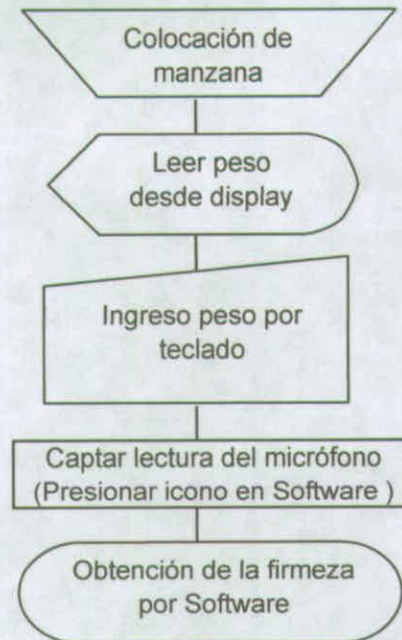 Colocación de
manzana
Leer peso
desde display
Ingreso peso por
teclado
Captar lectura del micrófono
(Presionar icono en Software )
Obtención de la firmeza
por Software